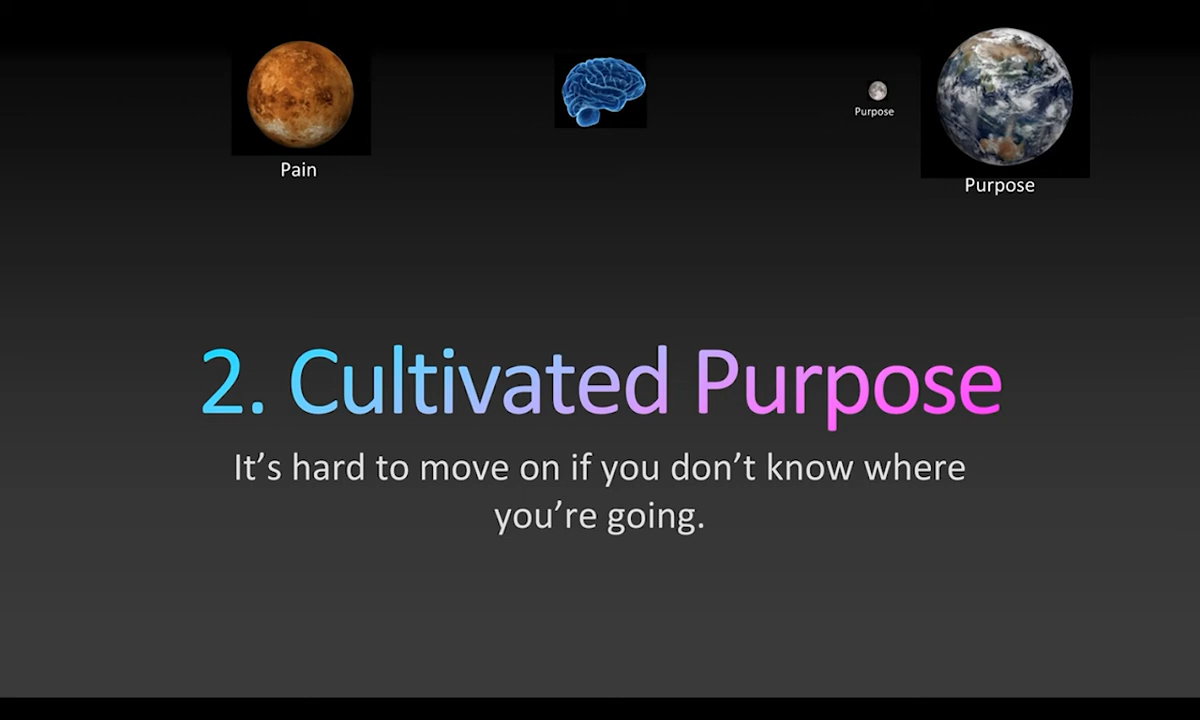 Purpose
Pain
Purpose
2. Cultivated Purpose
It’s hard to move on if you don’t know where
you’re going.